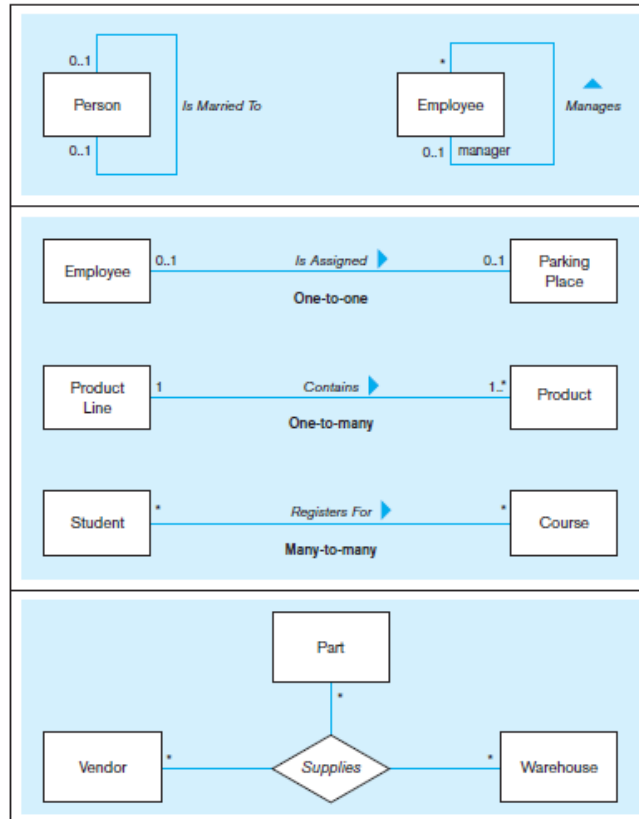 0..1
Person
Is Married To
0..1
*
Employee
Manages
0..1 manager
Employee
0..1
Is Assigned
0..1
Parking
Place
One-to-one
Product
Line
1
Contains
1..*
Product
One-to-many
Student
*
Registers For
*
Course
Many-to-many
Part
*
Vendor
*
Supplies
*
Warehouse